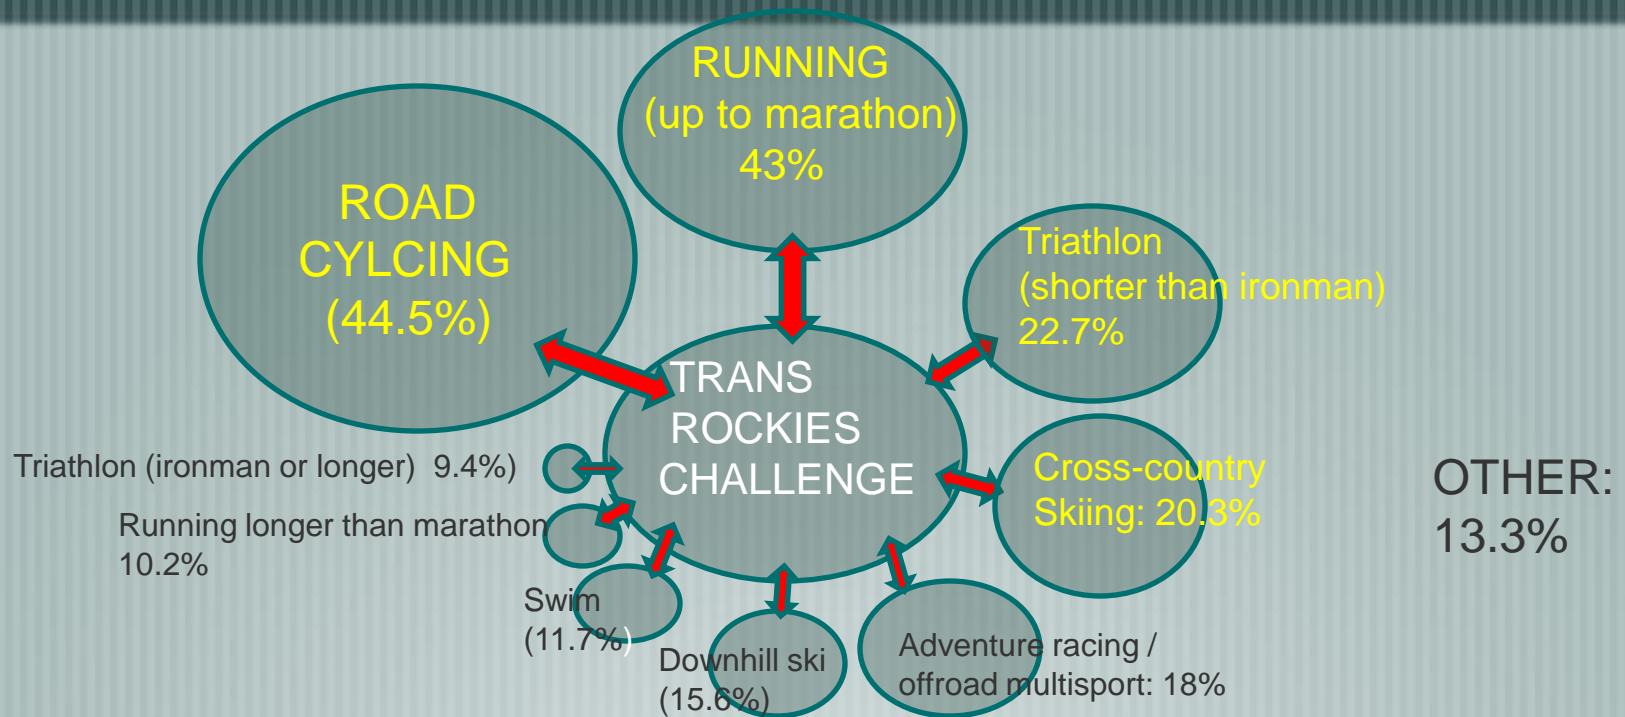 RUNNING
(up to marathon)
43%
ROAD
CYLCING
(44.5%)
Triathlon
(shorter than ironman)
22.7%
TRANS
ROCKIES
CHALLENGE
Cross-country
Skiing: 20.3%
OTHER:
13.3%
Triathlon (ironman or longer)  9.4%)
Running longer than marathon
10.2%
Swim
(11.7%)
Downhill ski
(15.6%)
Adventure racing /
offroad multisport: 18%